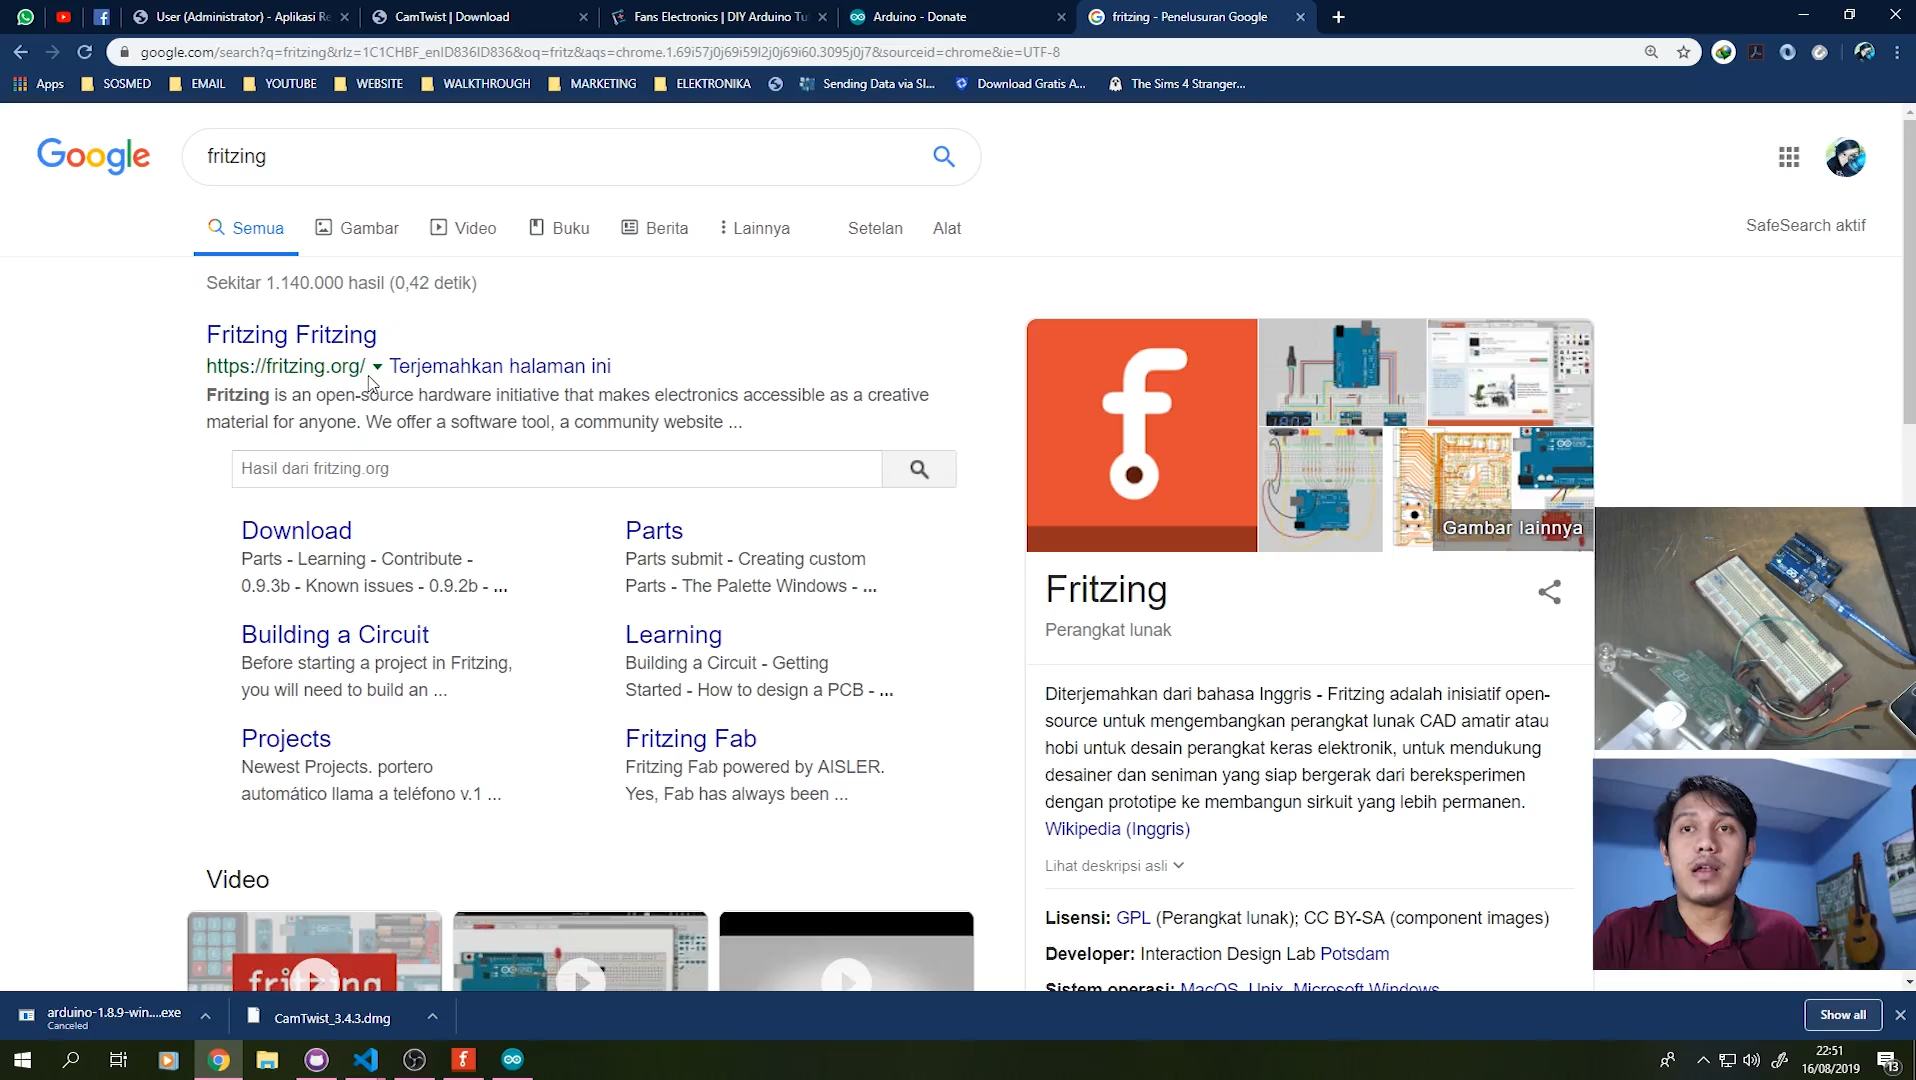 User (Administrator) - Aplikasi Re
CamTwist | Download
Fans Electronics | DIY Arduino Tu
Arduino - Donate
fritzing - Penelusuran Google
google.com/search?q=fritzing&rlz=1C1CHBF_enID836ID836&oq=fritz&aqs=chrome.1.69i57j0j69i59l2j0j69i60.3095j0j7&sourceid=chrome&ie=UTF-8
Apps
SOSMED
EMAIL
YOUTUBE
WEBSITE
WALKTHROUGH
MARKETING
ELEKTRONIKA
Sending Data via Sl...
Download Gratis A...
The Sims 4 Stranger...
Google
fritzing
Semua
Gambar
Video
Buku
Berita
Lainnya
Setelan
Alat
SafeSearch aktif
Sekitar 1.140.000 hasil (0,42 detik)
Fritzing Fritzing
https://fritzing.org/ Terjemahkan halaman ini
Fritzing is an open-source hardware initiative that makes electronics accessible as a creative
material for anyone. We offer a software tool, a community website ...
Hasil dari fritzing.org
Download
Parts - Learning - Contribute -
0.9.3b - Known issues - 0.9.2b - ...
Parts
Parts submit - Creating custom
Parts - The Palette Windows - ...
Building a Circuit
Before starting a project in Fritzing,
you will need to build an ...
Learning
Building a Circuit - Getting
Started - How to design a PCB - ...
Projects
Newest Projects. portero
automático llama a teléfono v.1 ...
Fritzing Fab
Fritzing Fab powered by AISLER.
Yes, Fab has always been ...
Video
fritzing
Gambar lainnya
Fritzing
Perangkat lunak
Diterjemahkan dari bahasa Inggris - Fritzing adalah inisiatif open-
source untuk mengembangkan perangkat lunak CAD amatir atau
hobi untuk desain perangkat keras elektronik, untuk mendukung
desainer dan seniman yang siap bergerak dari bereksperimen
dengan prototipe ke membangun sirkuit yang lebih permanen.
Wikipedia (Inggris)
Lihat deskripsi asli
Lisensi: GPL (Perangkat lunak); CC BY-SA (component images)
Developer: Interaction Design Lab Potsdam
Sistem operasi: MacOS, Unix, Microsoft Windows
arduino-1.8.9-win....exe
Canceled
CamTwist_3.4.3.dmg
Show all
22:51
16/08/2019
13